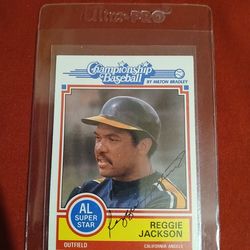 Ultra·PRO
Championship
Baseball
BY MILTON BRADLEY
AL
SUPER
STAR
REGGIE
JACKSON
OUTFIELD
CALIFORNIA ANGELS